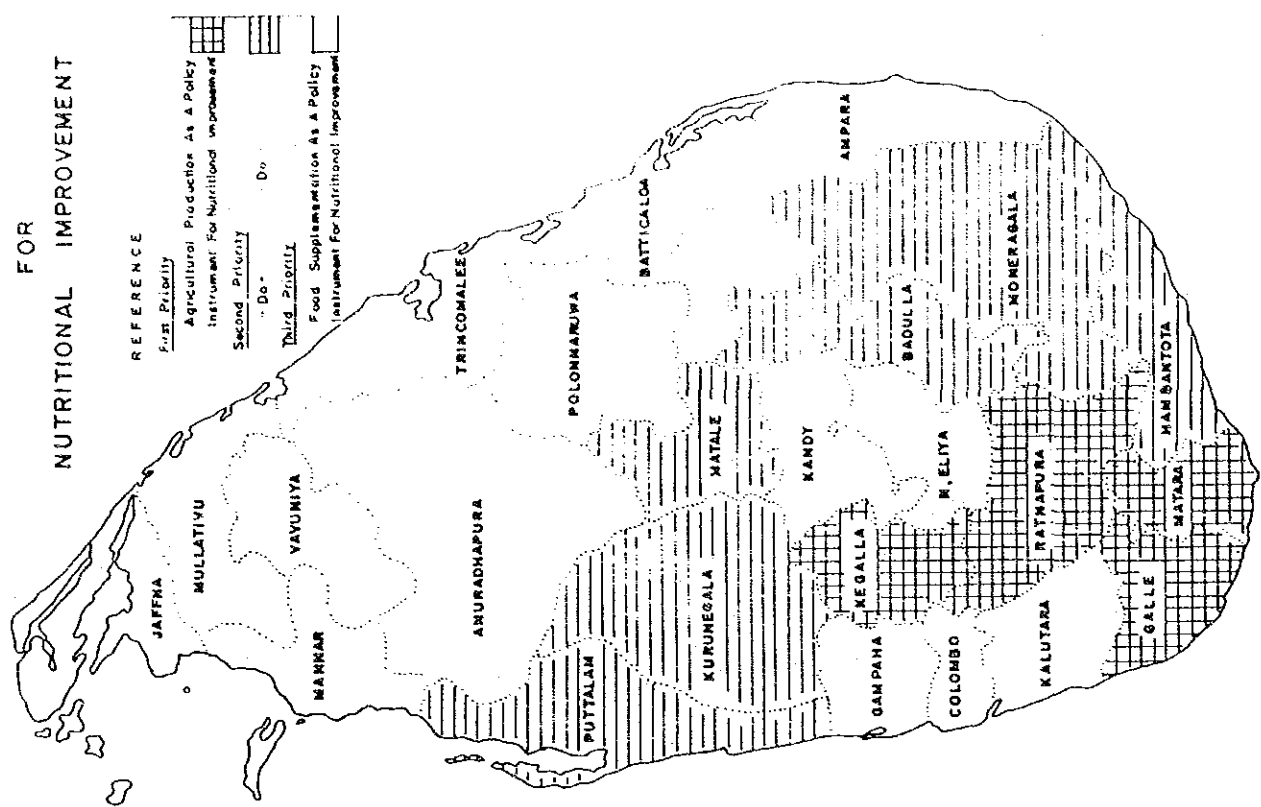 FOR
NUTRITIONAL IMPROVEMENT
REFERENCE
First Priority
Agricultural Production As A Policy
Instrument For Nutritional improvement
Second Priority
- Do - - Do -
Third Priority
Food Supplementation As A Policy
Instrument For Nutritional Improvement
JAFFNA
MULLATIVU
VAVUNIYA
MANNAR
TRINCOMALEE
ANURADHAPURA
POLONNARUWA
PUTTALAM
BATTICALOA
KURUNEGALA
MATALE
AMPARA
KANDY
BADULLA
KEGALLA
GAMPAHA
N, ELIYA
MONERAGALA
COLOMBO
RATNAPURA
KALUTARA
HAMBANTOTA
MATARA
GALLE